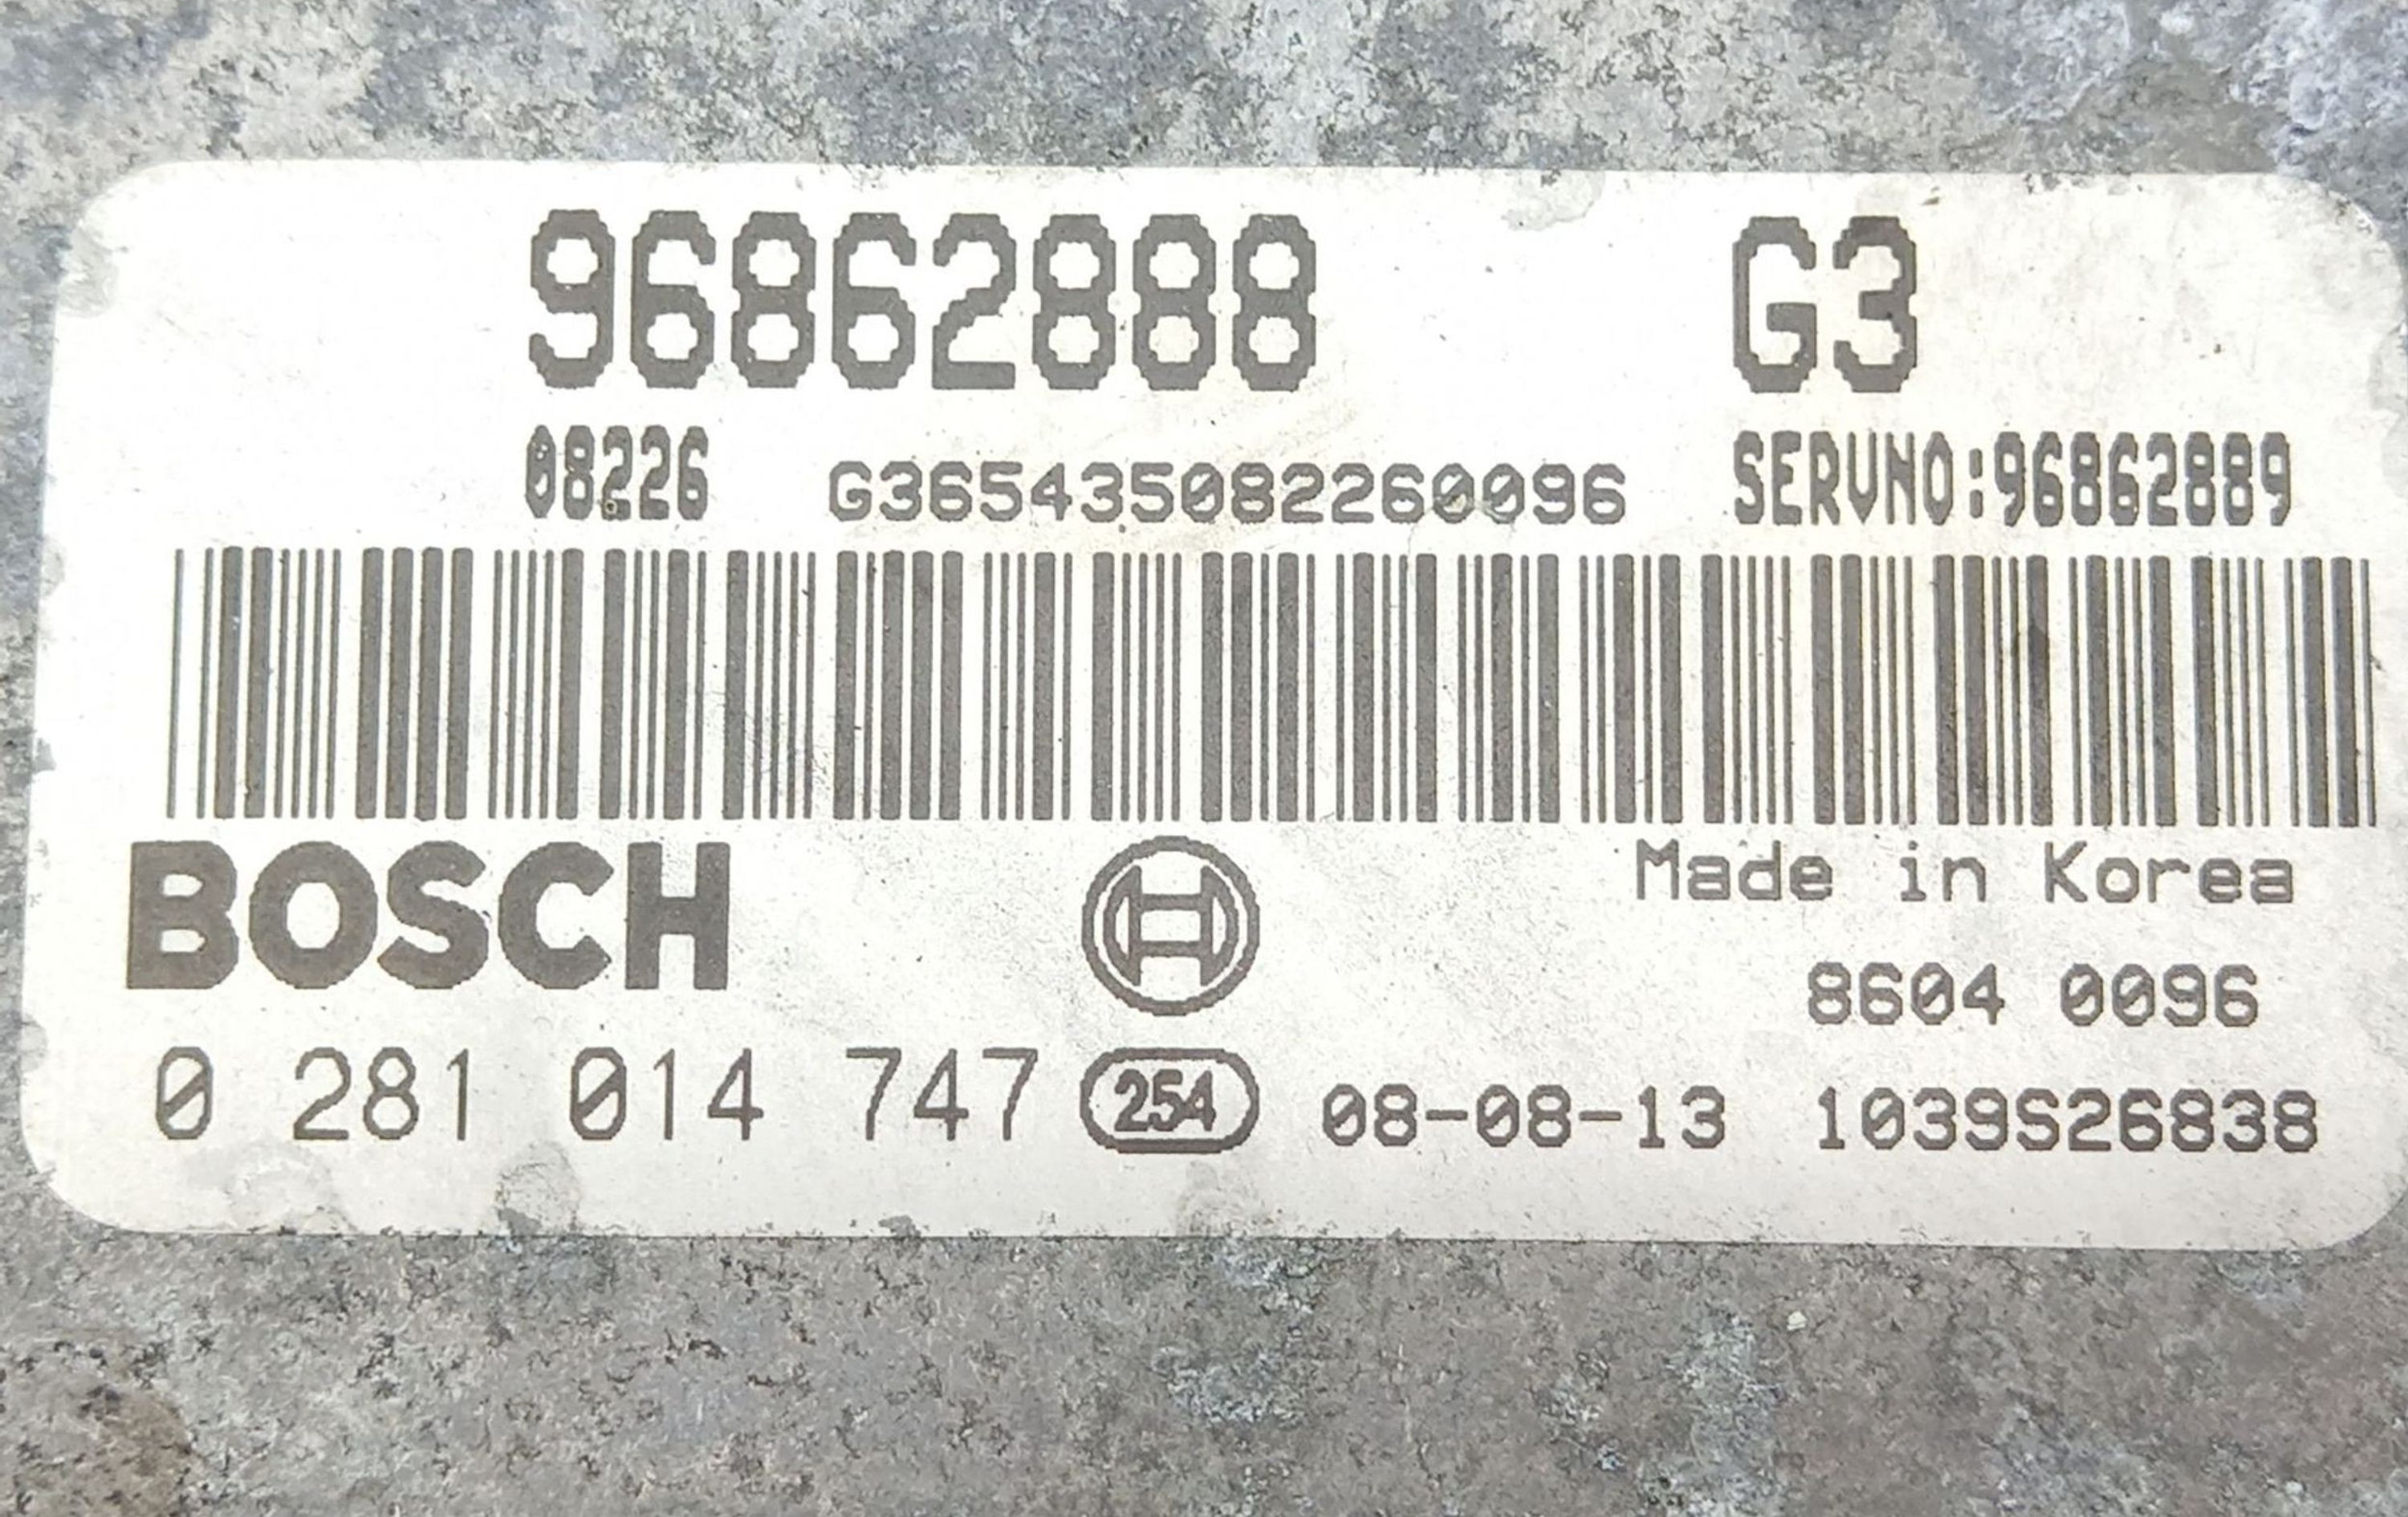 96862888 G3
08226 G3654350822260096 SERVNO:96862889
BOSCH
Made in Korea
8604 0096
0 281 014 747 254 08-08-13 1039S26838